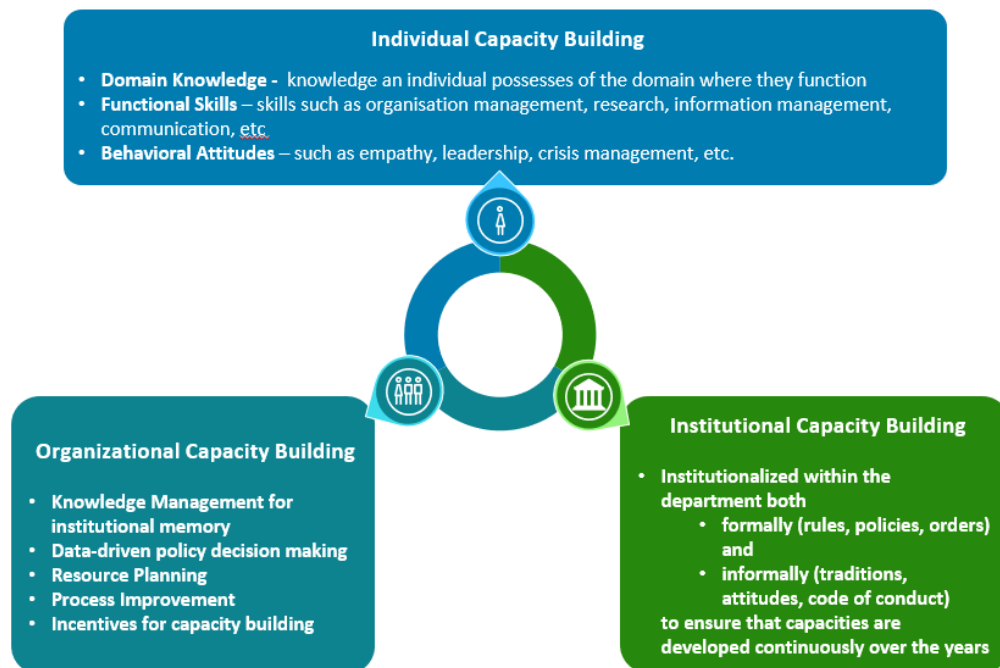 Individual Capacity Building
• Domain Knowledge - knowledge an individual possesses of the domain where they function
• Functional Skills – skills such as organisation management, research, information management,
communication, etc
• Behavioral Attitudes – such as empathy, leadership, crisis management, etc.
Organizational Capacity Building
• Knowledge Management for
institutional memory
• Data-driven policy decision making
• Resource Planning
• Process Improvement
• Incentives for capacity building
Institutional Capacity Building
• Institutionalized within the
department both
• formally (rules, policies, orders)
and
• informally (traditions,
attitudes, code of conduct)
to ensure that capacities are
developed continuously over the years